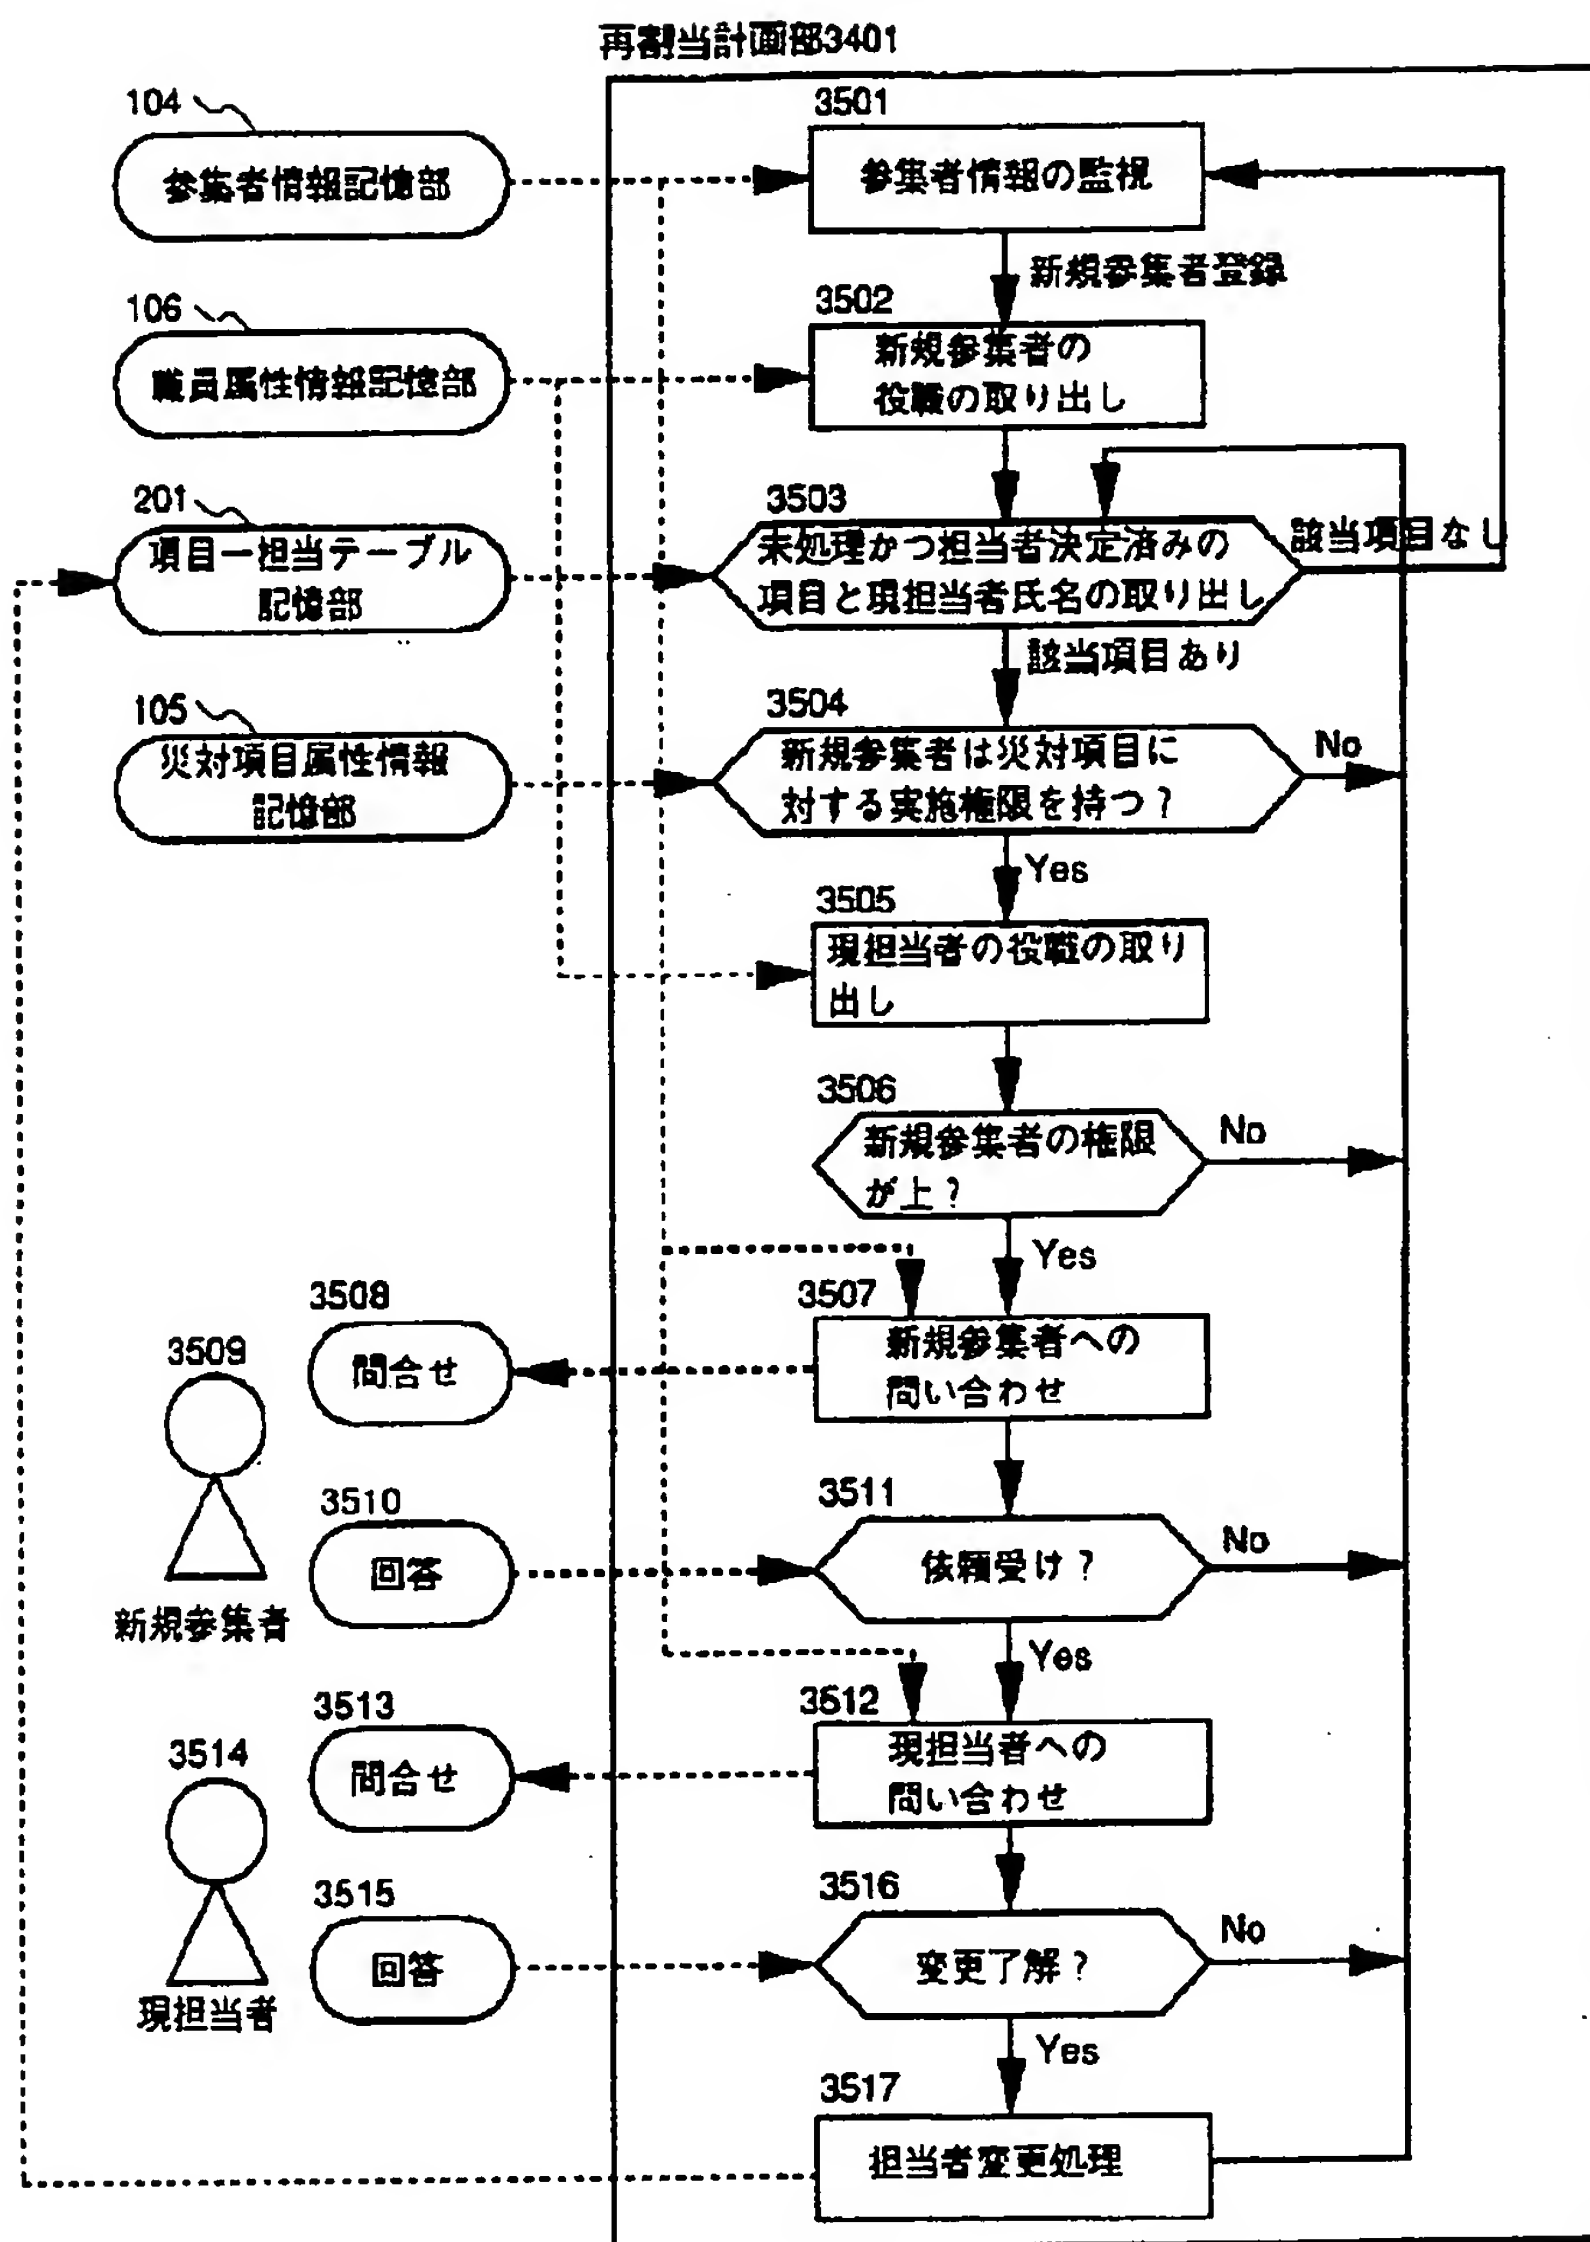 再割当計画部3401
104
参集者情報記憶部
3501
参集者情報の監視
新規参集者登録
106
職員属性情報記憶部
3502
新規参集者の
役職の取り出し
201
項目ー担当テーブル
記憶部
3503
未処理かつ担当者決定済みの
項目と現担当者氏名の取り出し
該当項目なし
該当項目あり
105
災対項目属性情報
記憶部
3504
新規参集者は災対項目に
対する実施権限を持つ?
No
Yes
3505
現担当者の役職の取り
出し
3506
新規参集者の権限
が上?
No
Yes
3507
新規参集者への
問い合わせ
3508
問合せ
3509
新規参集者
3510
回答
3511
依頼受け?
No
Yes
3512
現担当者への
問い合わせ
3513
問合せ
3514
現担当者
3515
回答
3516
変更了解?
No
Yes
3517
担当者変更処理